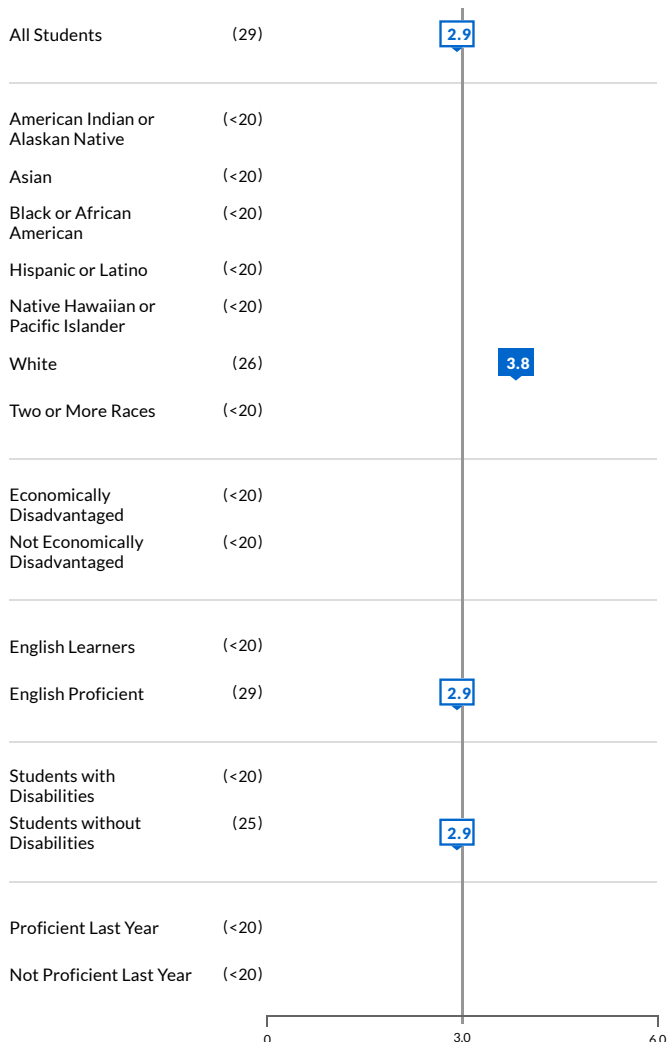 All Students (29) 2.9
American Indian or (<20)
Alaskan Native
Asian (<20)
Black or African (<20)
American
Hispanic or Latino (<20)
Native Hawaiian or (<20)
Pacific Islander
White (26) 3.8
Two or More Races (<20)
Economically (<20)
Disadvantaged
Not Economically (<20)
Disadvantaged
English Learners (<20)
English Proficient (29) 2.9
Students with (<20)
Disabilities
Students without (25) 2.9
Disabilities
Proficient Last Year (<20)
Not Proficient Last Year (<20)
0 3.0 6.0